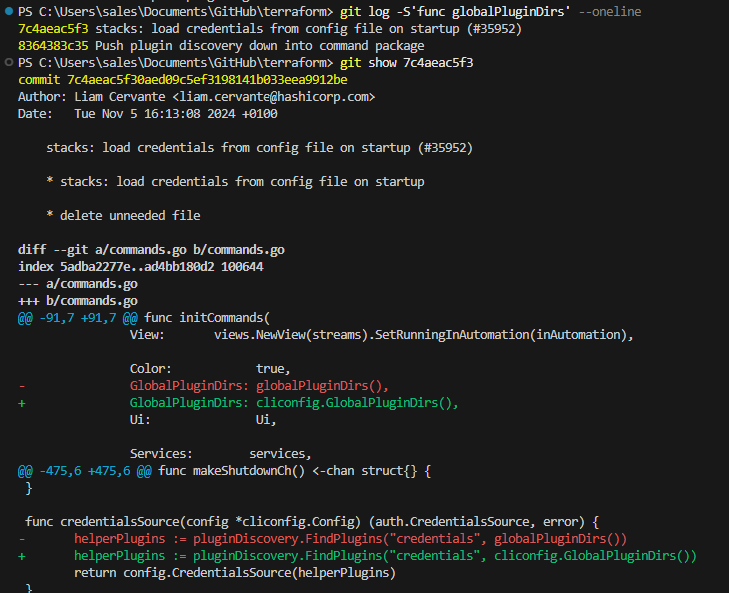 PS C:\Users\sales\Documents\GitHub\terraform> git log -S'func globalPluginDirs' --oneline
7c4aeac5f3 stacks: load credentials from config file on startup (#35952)
8364383c35 Push plugin discovery down into command package
PS C:\Users\sales\Documents\GitHub\terraform> git show 7c4aeac5f3
commit 7c4aeac5f30aed09c5ef3198141b033eea9912be
Author: Liam Cervante <liam.cervante@hashicorp.com>
Date:   Tue Nov 5 16:13:08 2024 +0100
    stacks: load credentials from config file on startup (#35952)
    * stacks: load credentials from config file on startup
    * delete unneeded file
diff --git a/commands.go b/commands.go
index 5adba2277e..ad4bb180d2 100644
--- a/commands.go
+++ b/commands.go
@@ -91,7 +91,7 @@ func initCommands(
                View:       views.NewView(streams).SetRunningInAutomation(inAutomation),
                Color:            true,
-               GlobalPluginDirs: globalPluginDirs(),
+               GlobalPluginDirs: cliconfig.GlobalPluginDirs(),
                Ui:               Ui,
                Services:        services,
@@ -475,6 +475,6 @@ func makeShutdownCh() <-chan struct{} {
 }
 func credentialsSource(config *cliconfig.Config) (auth.CredentialsSource, error) {
-       helperPlugins := pluginDiscovery.FindPlugins("credentials", globalPluginDirs())
+       helperPlugins := pluginDiscovery.FindPlugins("credentials", cliconfig.GlobalPluginDirs())
        return config.CredentialsSource(helperPlugins)
 }